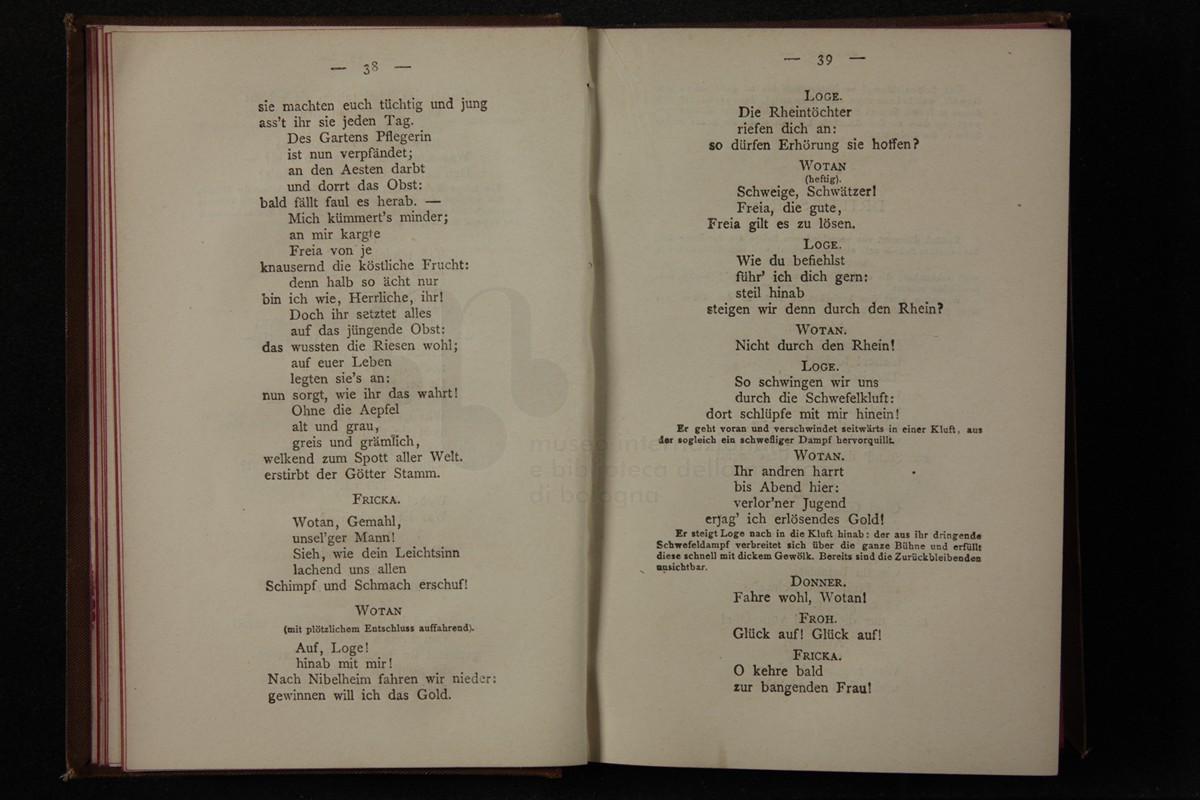 — 38 —
sie machten euch tüchtig und jung
ass't ihr sie jeden Tag.
Des Gartens Pflegerin
ist nun verpfändet;
an den Aesten darbt
und dorrt das Obst:
bald fällt faul es herab. —
Mich kümmert's minder;
an mir kargte
Freia von je
knausernd die köstliche Frucht:
denn halb so ächt nur
bin ich wie, Herrliche, ihr!
Doch ihr setztet alles
auf das jüngende Obst:
das wussten die Riesen wohl;
auf euer Leben
legten sie's an:
nun sorgt, wie ihr das wahrt!
Ohne die Aepfel
alt und grau,
greis und grämlich,
welkend zum Spott aller Welt.
erstirbt der Götter Stamm.
FRICKA.
Wotan, Gemahl,
unsel'ger Mann!
Sieh, wie dein Leichtsinn
lachend uns allen
Schimpf und Schmach erschuf!
WOTAN
(mit plötzlichem Entschluss auffahrend).
Auf, Loge!
hinab mit mir!
Nach Nibelheim fahren wir nieder:
gewinnen will ich das Gold.
— 39 —
LOGE.
Die Rheintöchter
riefen dich an:
so dürfen Erhörung sie hoffen?
WOTAN
(heftig).
Schweige, Schwätzer!
Freia, die gute,
Freia gilt es zu lösen.
LOGE.
Wie du befiehlst
führ' ich dich gern:
steil hinab
steigen wir denn durch den Rhein?
WOTAN.
Nicht durch den Rhein!
LOGE.
So schwingen wir uns
durch die Schwefelkluft:
dort schlüpfe mit mir hinein!
Er geht voran und verschwindet seitwärts in einer Kluft, aus
der sogleich ein schwefliger Dampf hervorquillt.
WOTAN.
Ihr andren harrt
bis Abend hier:
verlor'ner Jugend
erjag' ich erlösendes Gold!
Er steigt Loge nach in die Kluft hinab: der aus ihr dringende
Schwefeldampf verbreitet sich über die ganze Bühne und erfüllt
diese schnell mit dickem Gewölk. Bereits sind die Zurückbleibenden
unsichtbar.
DONNER.
Fahre wohl, Wotan!
FROH.
Glück auf! Glück auf!
FRICKA.
O kehre bald
zur bangenden Frau!
museo internaz
e biblioteca della
di bologna